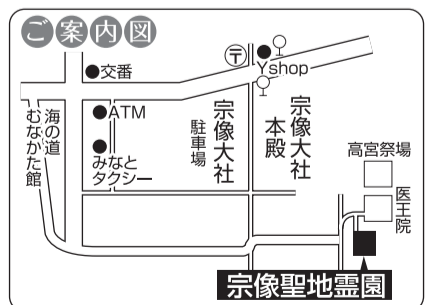 ご案内図
交番
〒
Yshop
ATM
みなと
タクシー
海の道
むなかた館
宗像大社
駐車場
宗像大社
本殿
高宮祭場
医王院
宗像聖地霊園